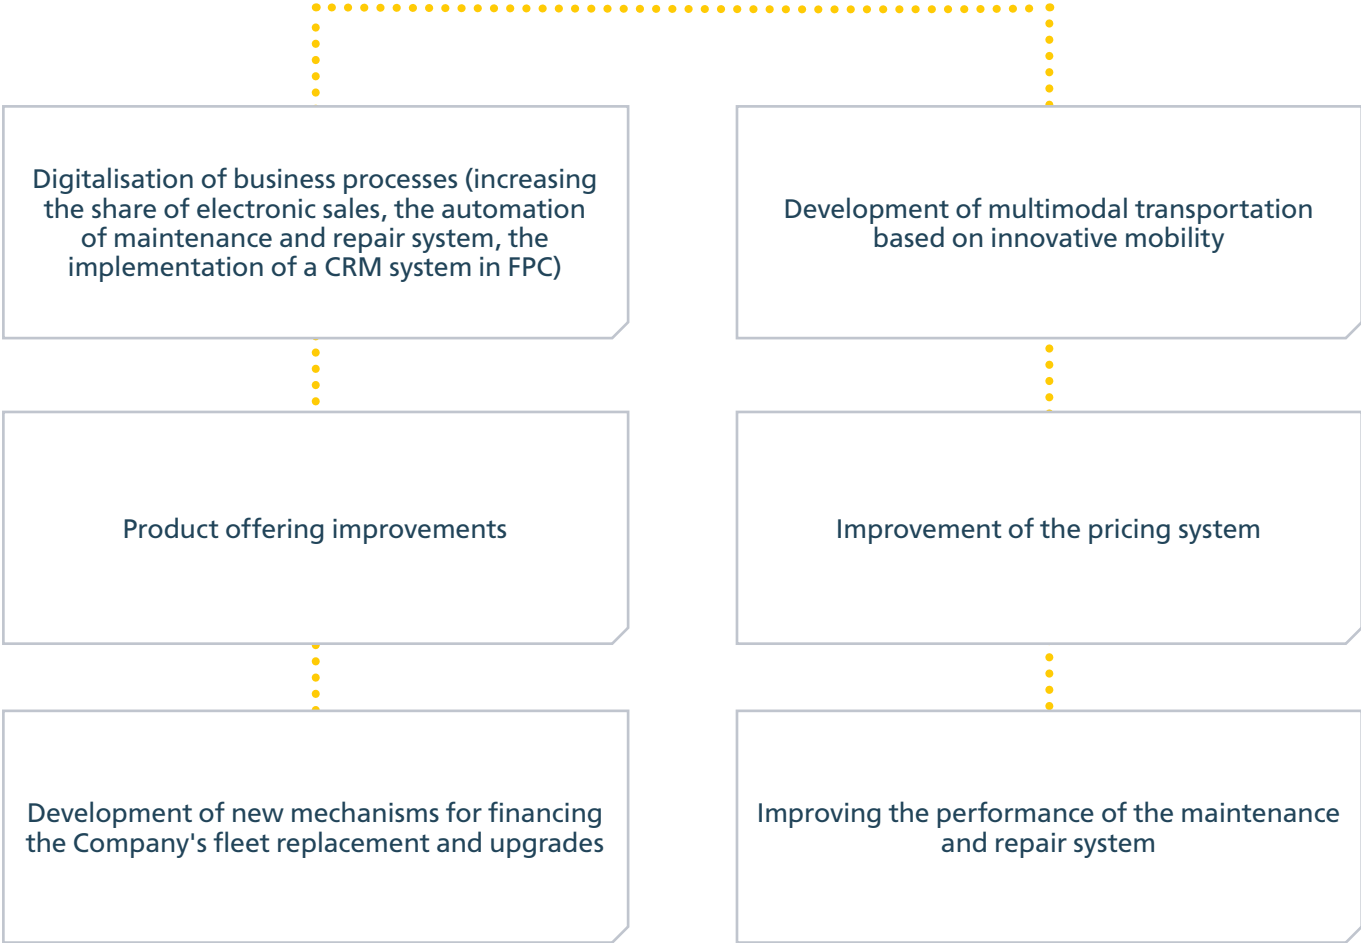 Digitalisation of business processes (increasing
the share of electronic sales, the automation
of maintenance and repair system, the
implementation of a CRM system in FPC)
Development of multimodal transportation
based on innovative mobility
Product offering improvements
Improvement of the pricing system
Development of new mechanisms for financing
the Company's fleet replacement and upgrades
Improving the performance of the maintenance
and repair system